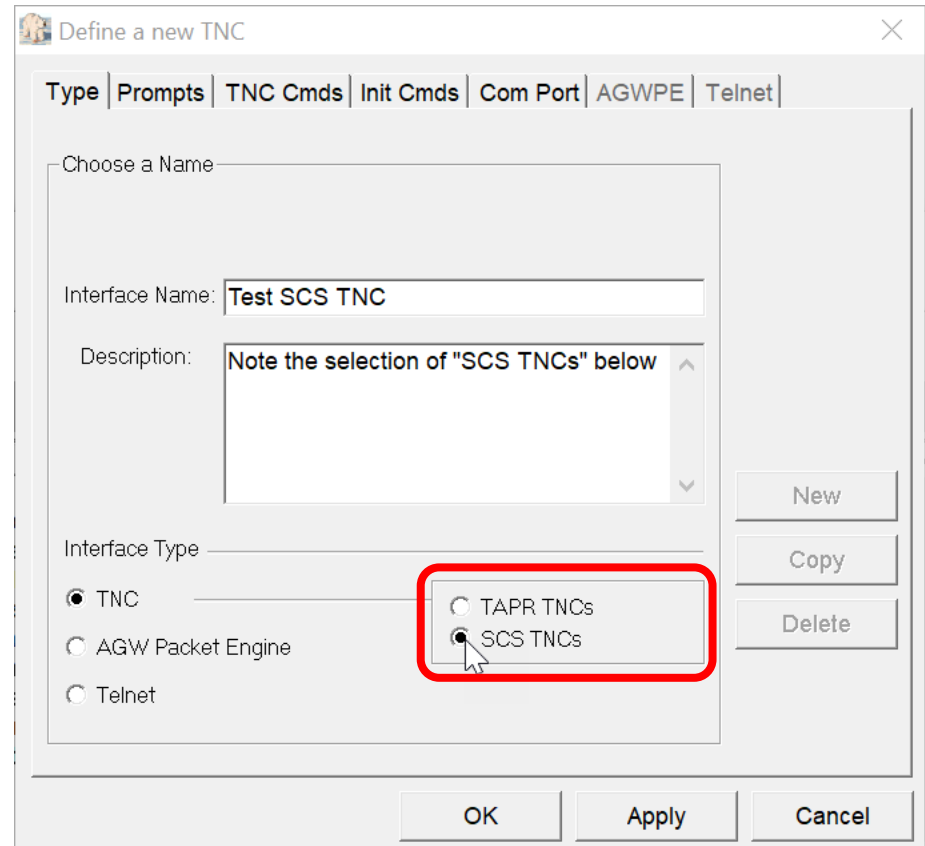 Define a new TNC
Type Prompts TNC Cmds Init Cmds Com Port AGWPE Telnet
Choose a Name
Interface Name: Test SCS TNC
Description: Note the selection of "SCS TNCs" below
New
Interface Type
Copy
TNC
TAPR TNCs
Delete
SCS TNCs
AGW Packet Engine
Telnet
OK Apply Cancel